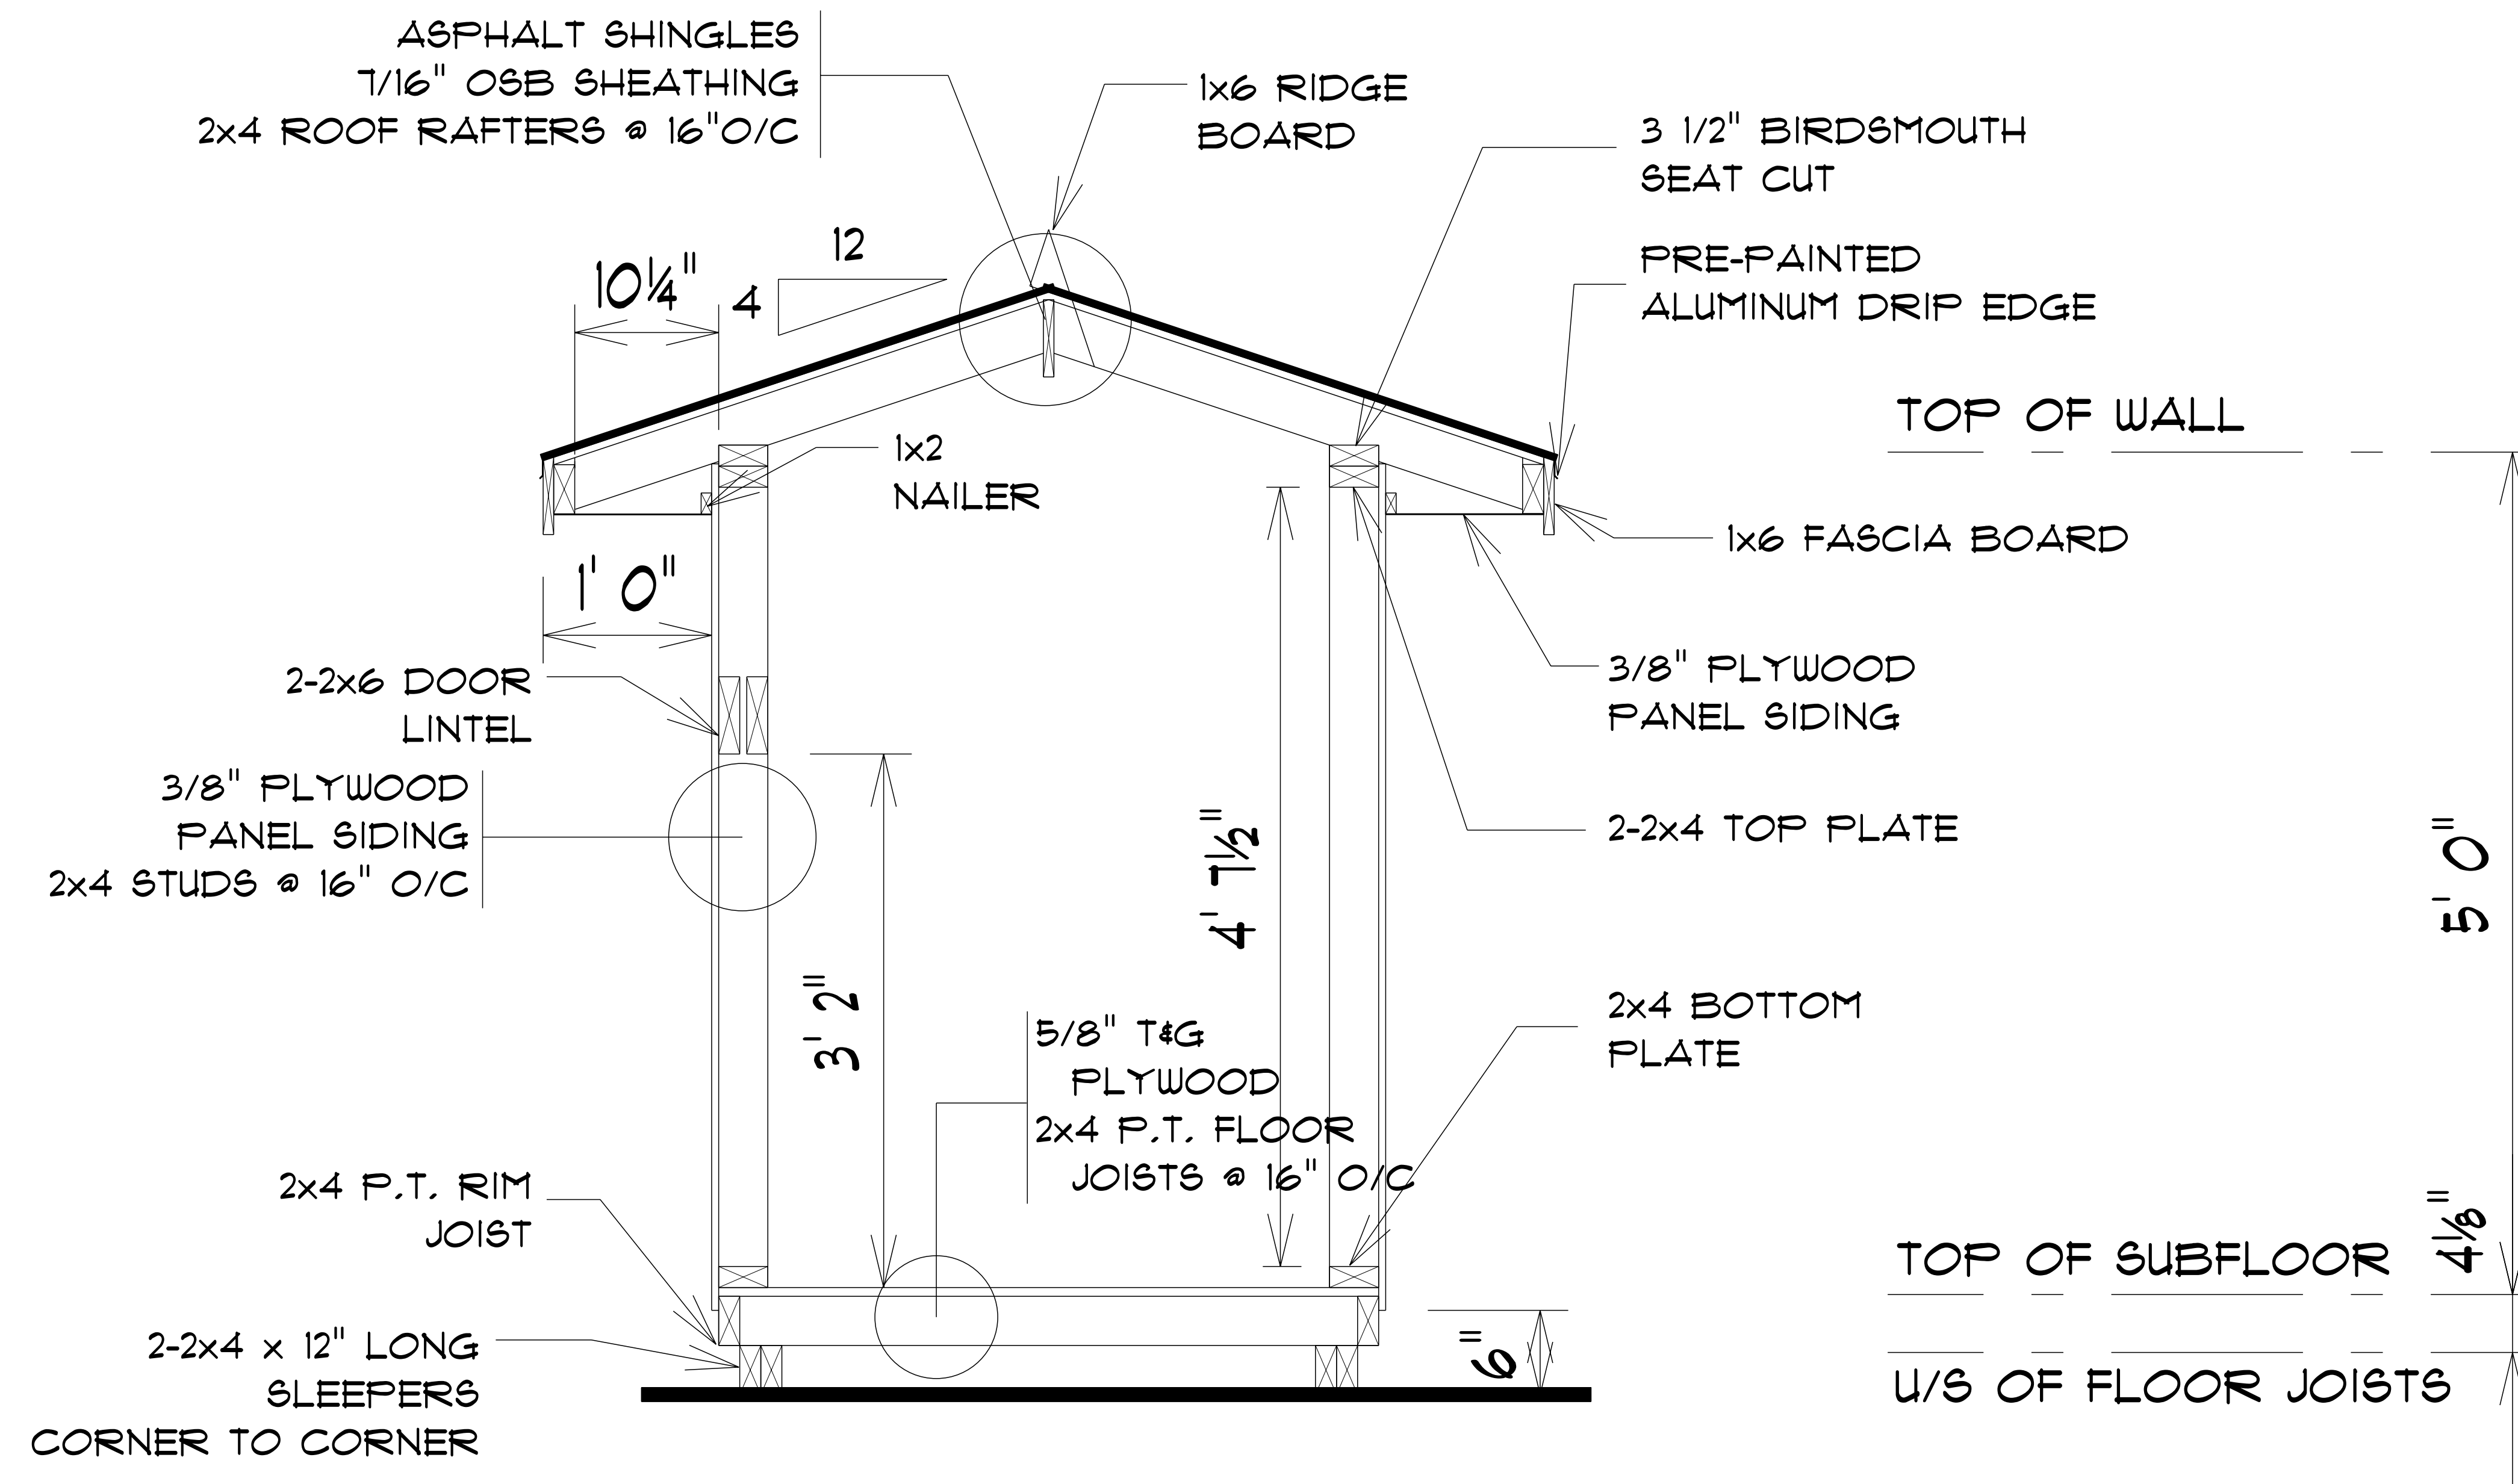 ASPHALT SHINGLES
7/16" OSB SHEATHING
2x4 ROOF RAFTERS @ 16"O/C
1x6 RIDGE
BOARD
3 1/2" BIRDSMOUTH
SEAT CUT
PRE-PAINTED
ALUMINUM DRIP EDGE
12
4
10¼"
TOP OF WALL
1x2
NAILER
1x6 FASCIA BOARD
1' 0"
2-2x6 DOOR
LINTEL
3/8" PLYWOOD
PANEL SIDING
3/8" PLYWOOD
PANEL SIDING
2x4 STUDS @ 16" O/C
2-2x4 TOP PLATE
4' 7½"
5' 0"
3' 2"
5/8" T&G
PLYWOOD
2x4 P.T. FLOOR
JOISTS @ 16" O/C
2x4 BOTTOM
PLATE
2x4 P.T. RIM
JOIST
4⅛"
TOP OF SUBFLOOR
2-2x4 x 12" LONG
SLEEPERS
CORNER TO CORNER
6"
U/S OF FLOOR JOISTS